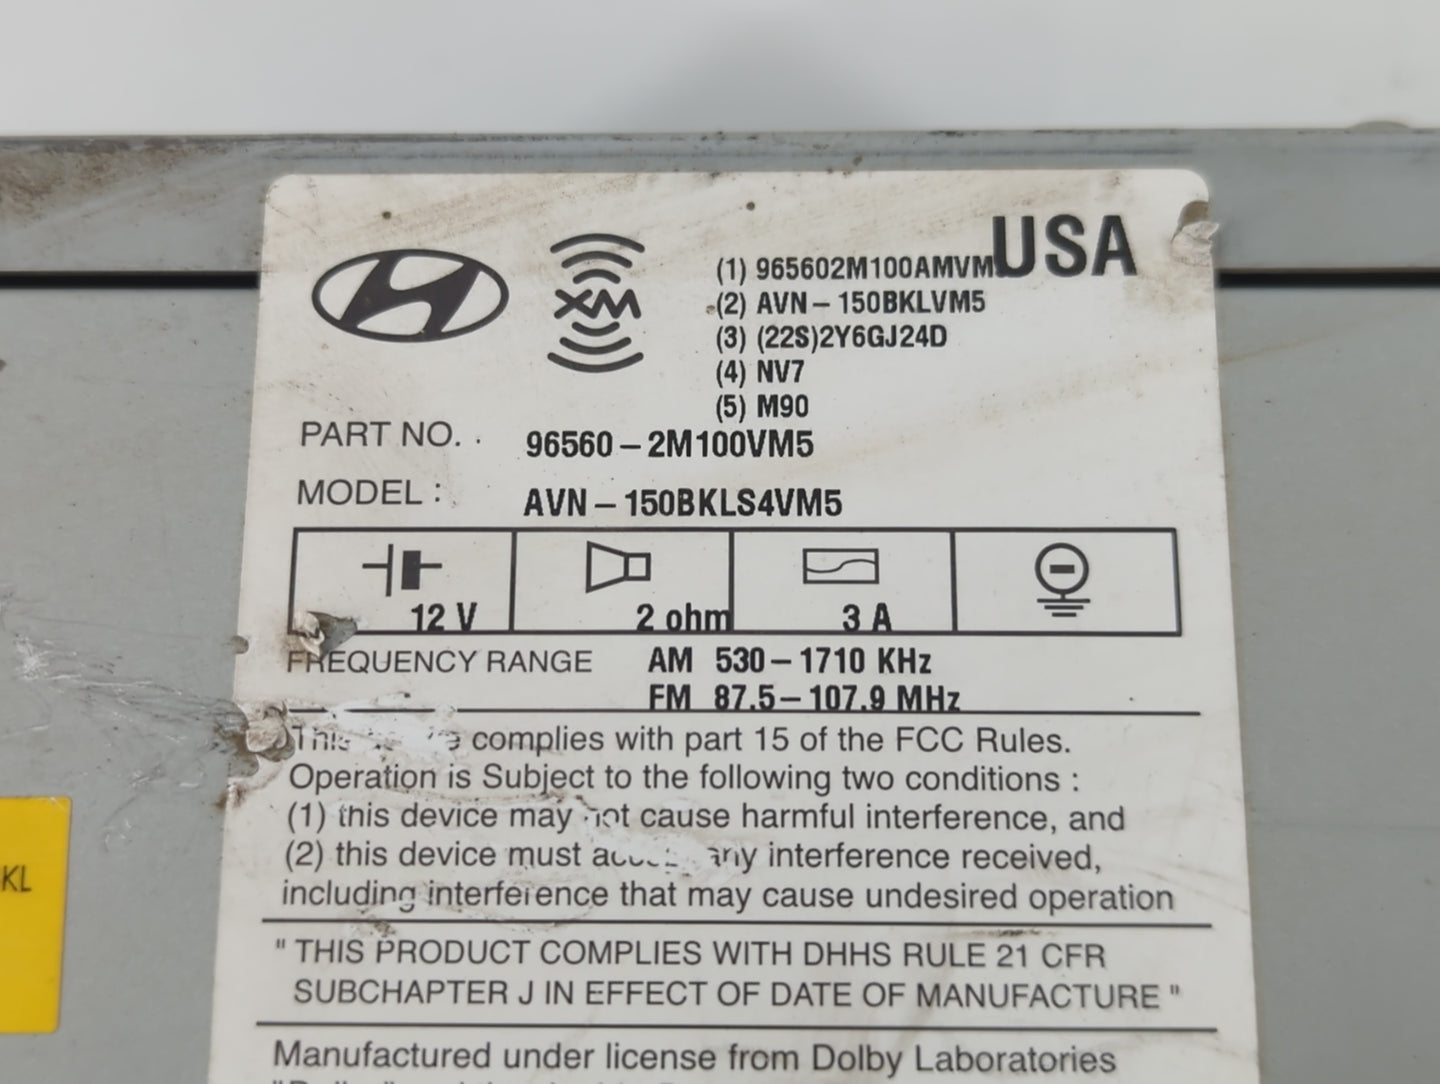 USA
XM
(1) 965602M100AMVM
(2) AVN-150BKLVM5
(3) (22S)2Y6GJ24D
(4) NV7
(5) M90
PART NO. : 96560-2M100VM5
MODEL : AVN-150BKLS4VM5
12 V 2 ohm 3 A
FREQUENCY RANGE AM 530-1710 KHz
FM 87.5-107.9 MHz
This complies with part 15 of the FCC Rules.
Operation is Subject to the following two conditions :
(1) this device may not cause harmful interference, and
(2) this device must any interference received,
including interference that may cause undesired operation
" THIS PRODUCT COMPLIES WITH DHHS RULE 21 CFR
SUBCHAPTER J IN EFFECT OF DATE OF MANUFACTURE "
Manufactured under license from Dolby Laboratories
KL